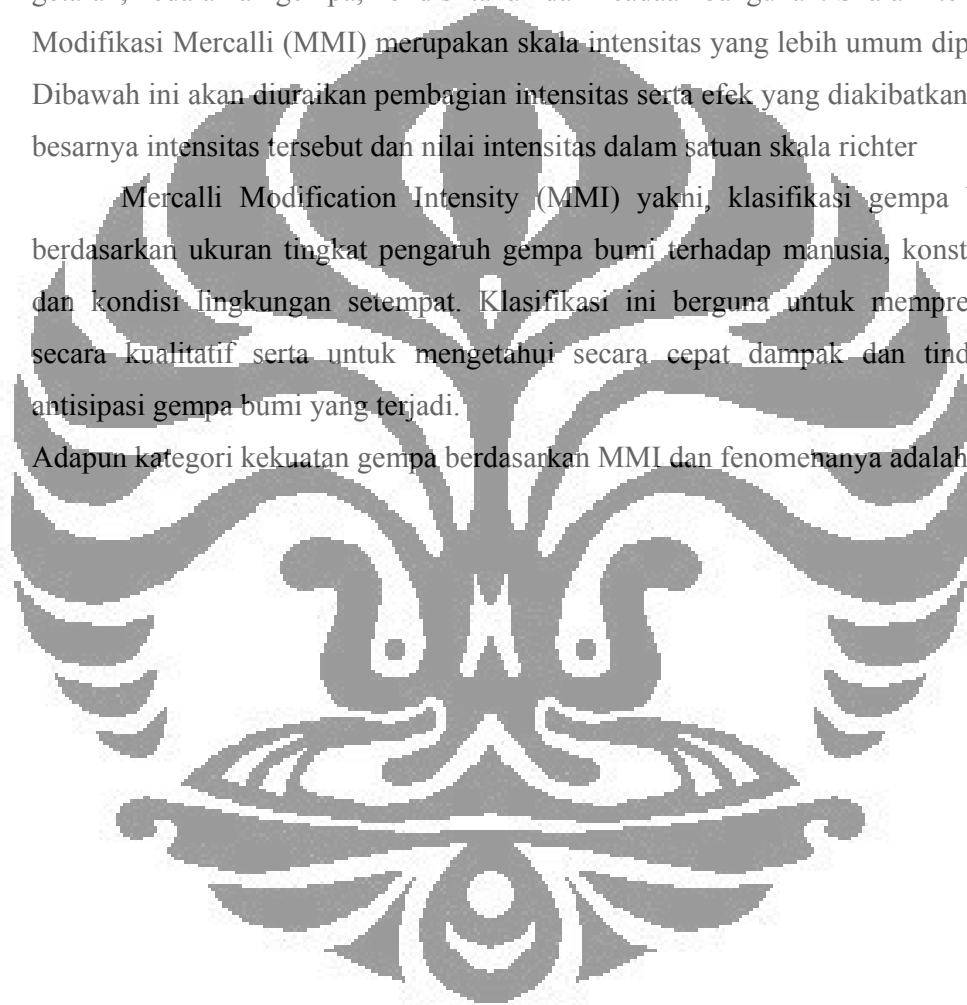 Modifikasi Mercalli (MMI) merupakan skala intensitas yang lebih umum dip
Dibawah ini akan diuraikan pembagian intensitas serta efek yang diakibatkan
besarnya intensitas tersebut dan nilai intensitas dalam satuan skala richter
Mercalli Modification Intensity (MMI) yakni, klasifikasi gempa
berdasarkan ukuran tingkat pengaruh gempa bumi terhadap manusia, konst
dan kondisi lingkungan setempat. Klasifikasi ini berguna untuk mempre
secara kualitatif serta untuk mengetahui secara cepat dampak dan tind
antisipasi gempa bumi yang terjadi.
Adapun kategori kekuatan gempa berdasarkan MMI dan fenomenanya adalah